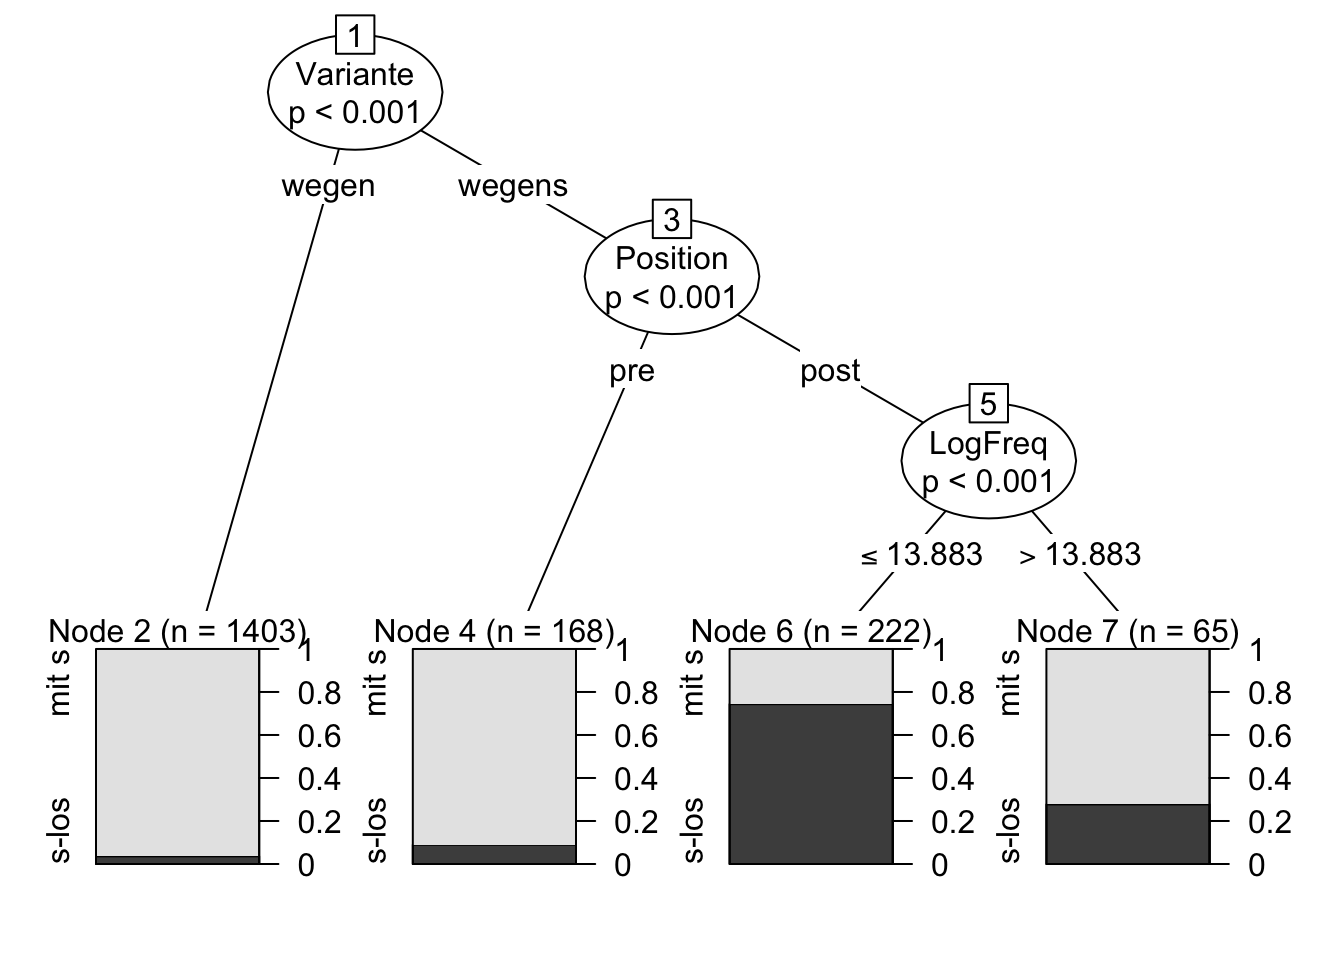 1
Variante
p < 0.001
wegen
wegens
3
Position
p < 0.001
pre
post
5
LogFreq
p < 0.001
≤ 13.883
> 13.883
Node 2 (n = 1403)
mit s
s-los
1
0.8
0.6
0.4
0.2
0
Node 4 (n = 168)
mit s
s-los
1
0.8
0.6
0.4
0.2
0
Node 6 (n = 222)
mit s
s-los
1
0.8
0.6
0.4
0.2
0
Node 7 (n = 65)
mit s
s-los
1
0.8
0.6
0.4
0.2
0